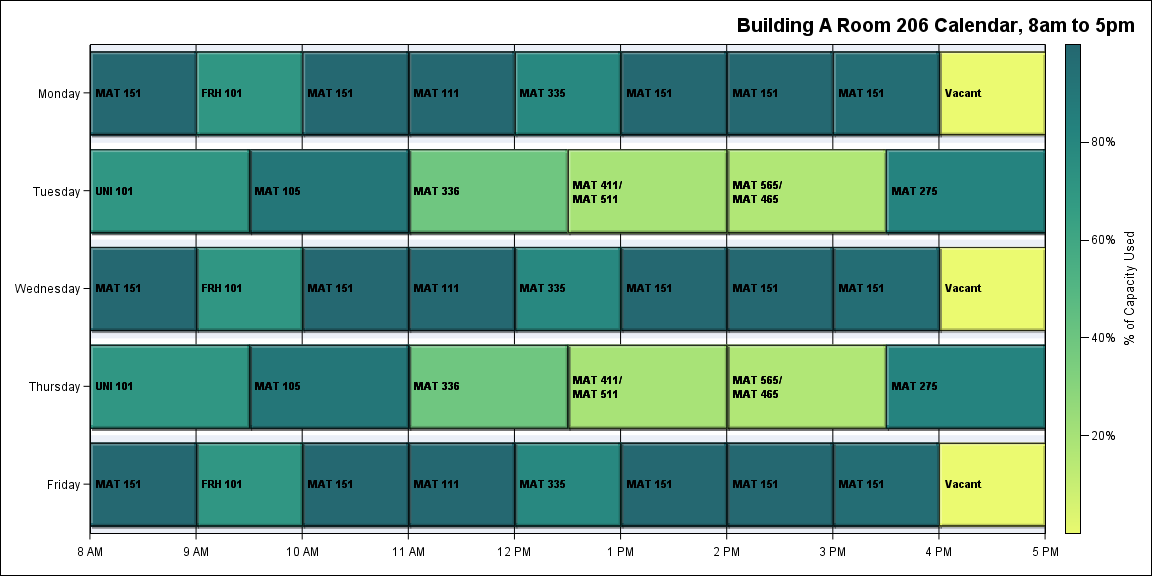 Building A Room 206 Calendar, 8am to 5pm
Monday
MAT 151
FRH 101
MAT 151
MAT 111
MAT 335
MAT 151
MAT 151
MAT 151
Vacant
Tuesday
UNI 101
MAT 105
MAT 336
MAT 411/
MAT 511
MAT 565/
MAT 465
MAT 275
Wednesday
MAT 151
FRH 101
MAT 151
MAT 111
MAT 335
MAT 151
MAT 151
MAT 151
Vacant
Thursday
UNI 101
MAT 105
MAT 336
MAT 411/
MAT 511
MAT 565/
MAT 465
MAT 275
Friday
MAT 151
FRH 101
MAT 151
MAT 111
MAT 335
MAT 151
MAT 151
MAT 151
Vacant
8 AM
9 AM
10 AM
11 AM
12 PM
1 PM
2 PM
3 PM
4 PM
5 PM
80%
60%
40%
20%
% of Capacity Used